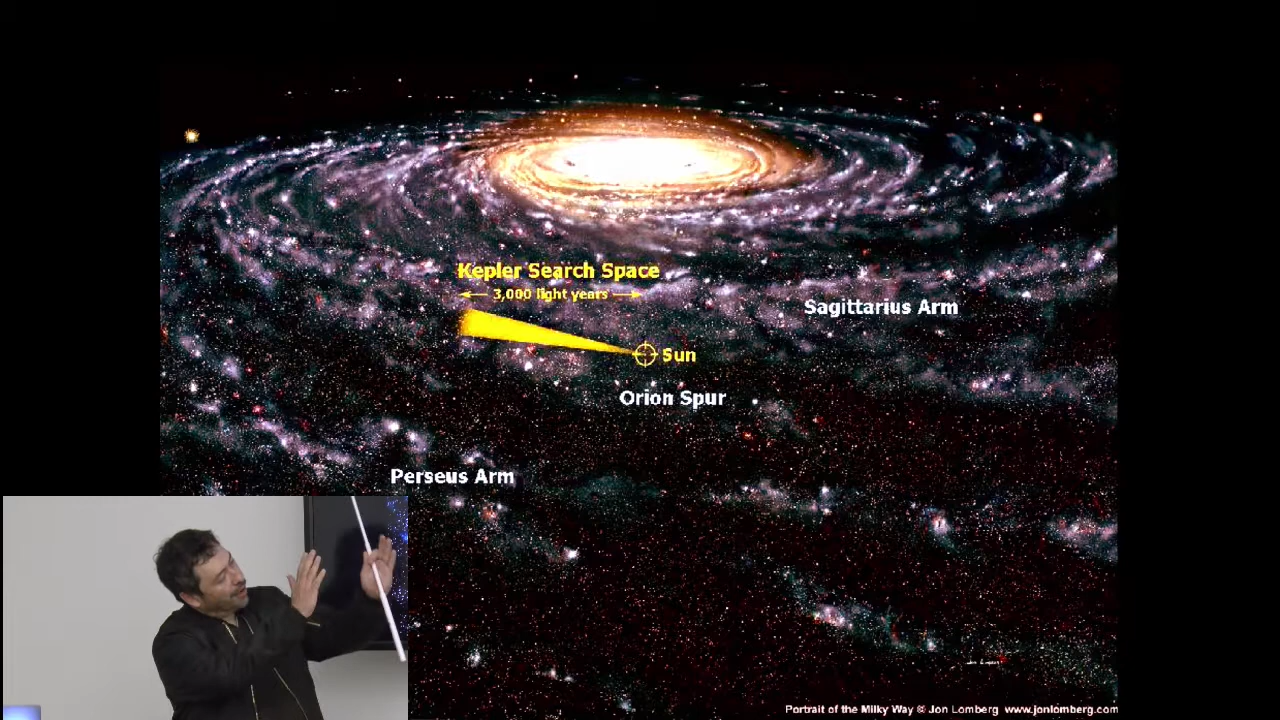 Kepler Search Space
3,000 light years
Sagittarius Arm
Sun
Orion Spur
Perseus Arm
Portrait of the Milky Way © Jon Lomberg www.jonlomberg.com